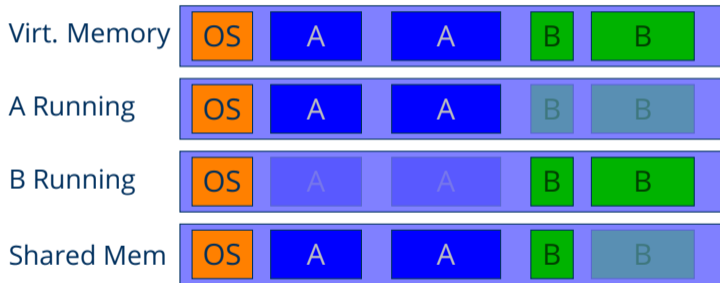 Virt. Memory OS A A B B
A Running OS A A B B
B Running OS A A B B
Shared Mem OS A A B B